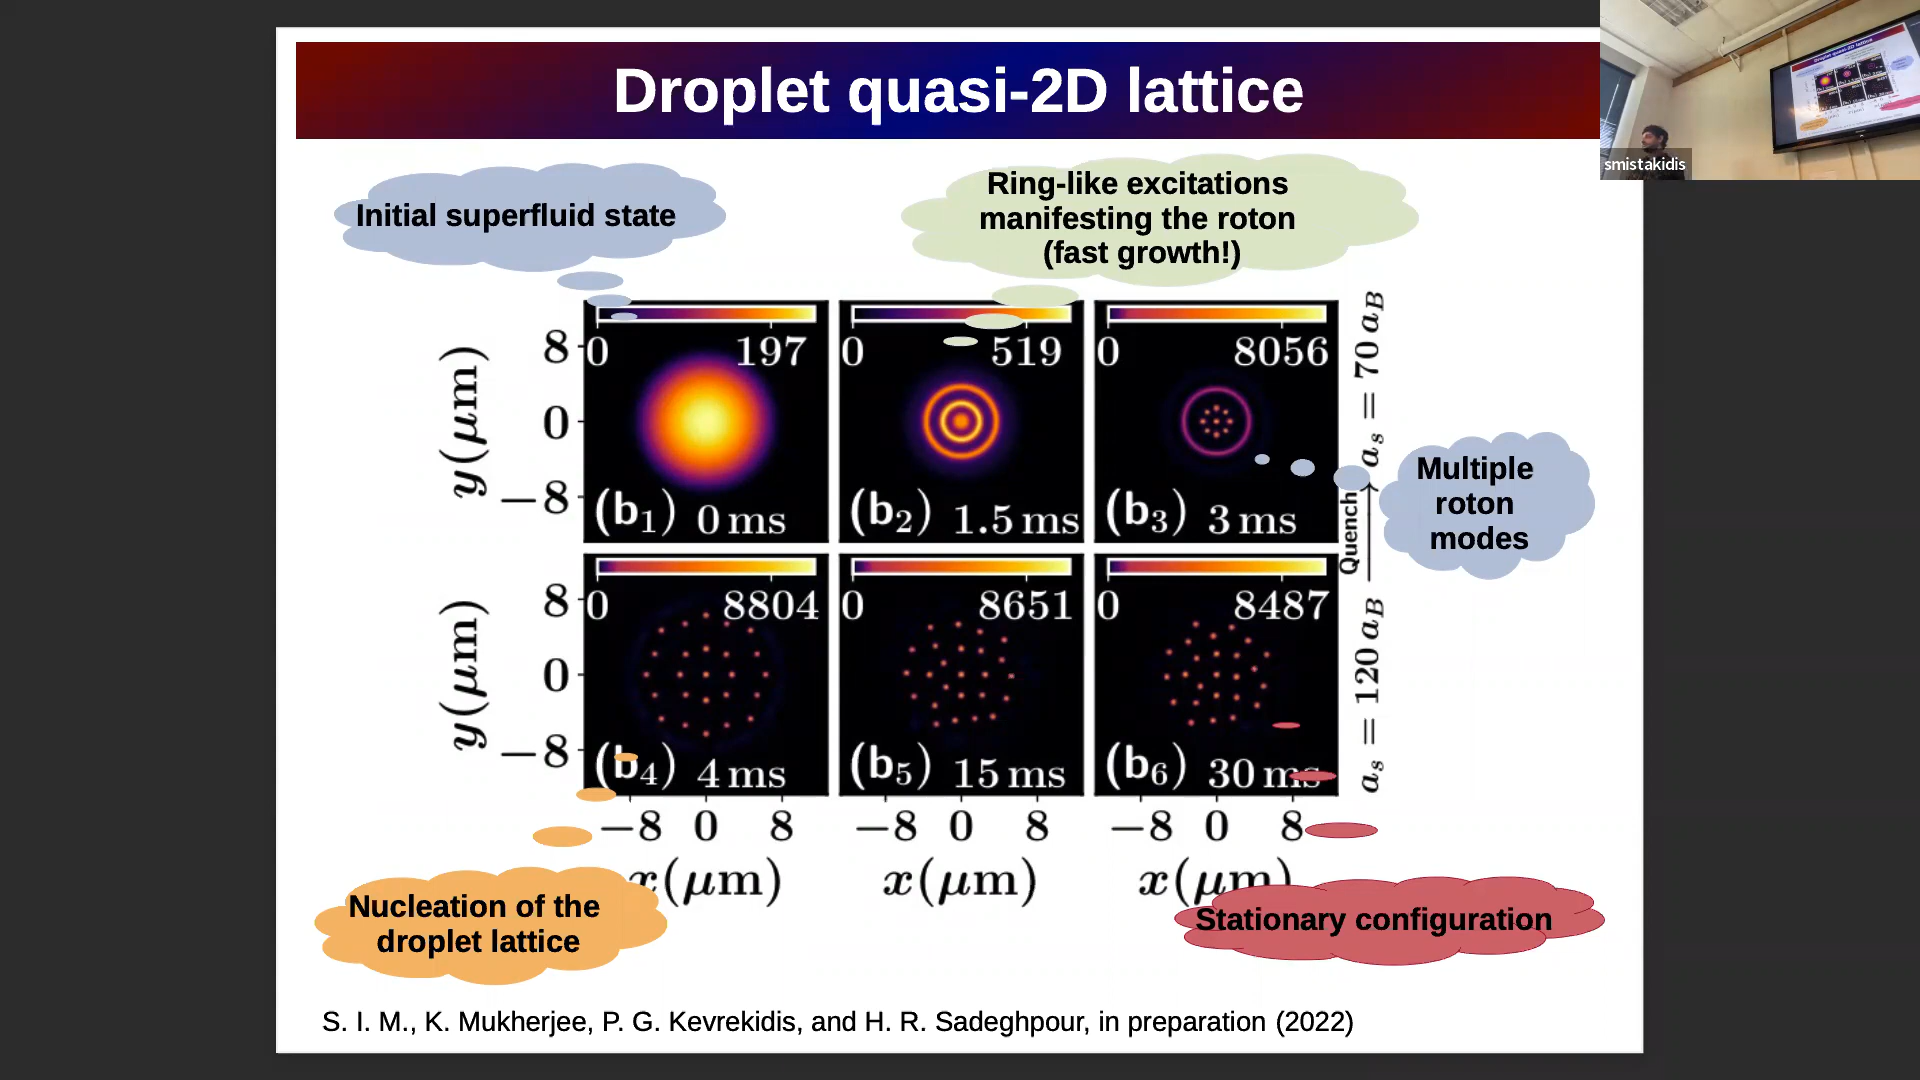 Droplet quasi-2D lattice
smistakidis
Initial superfluid state
Ring-like excitations
manifesting the roton
(fast growth!)
0 197
0 519
0 8056
y(μm)
8
0
−8
(b₁) 0 ms
(b₂) 1.5 ms
(b₃) 3 ms
a_s = 70 a_B
Quench
a_s = 120 a_B
Multiple
roton
modes
0 8804
0 8651
0 8487
y(μm)
8
0
−8
(b₄) 4 ms
(b₅) 15 ms
(b₆) 30 ms
−8 0 8
−8 0 8
−8 0 8
x(μm)
x(μm)
x(μm)
Nucleation of the
droplet lattice
Stationary configuration
S. I. M., K. Mukherjee, P. G. Kevrekidis, and H. R. Sadeghpour, in preparation (2022)